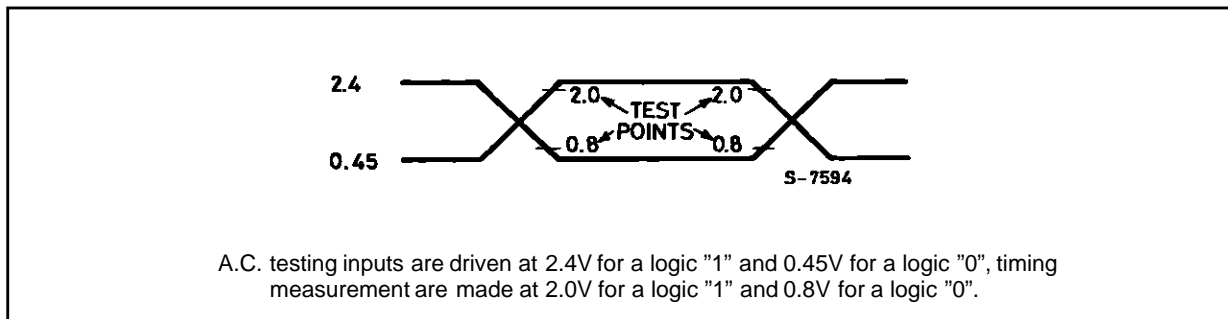 2.4
2.0 TEST 2.0
POINTS
0.8 0.8
0.45
S-7594
A.C. testing inputs are driven at 2.4V for a logic ”1” and 0.45V for a logic ”0”, timing
measurement are made at 2.0V for a logic ”1” and 0.8V for a logic ”0”.